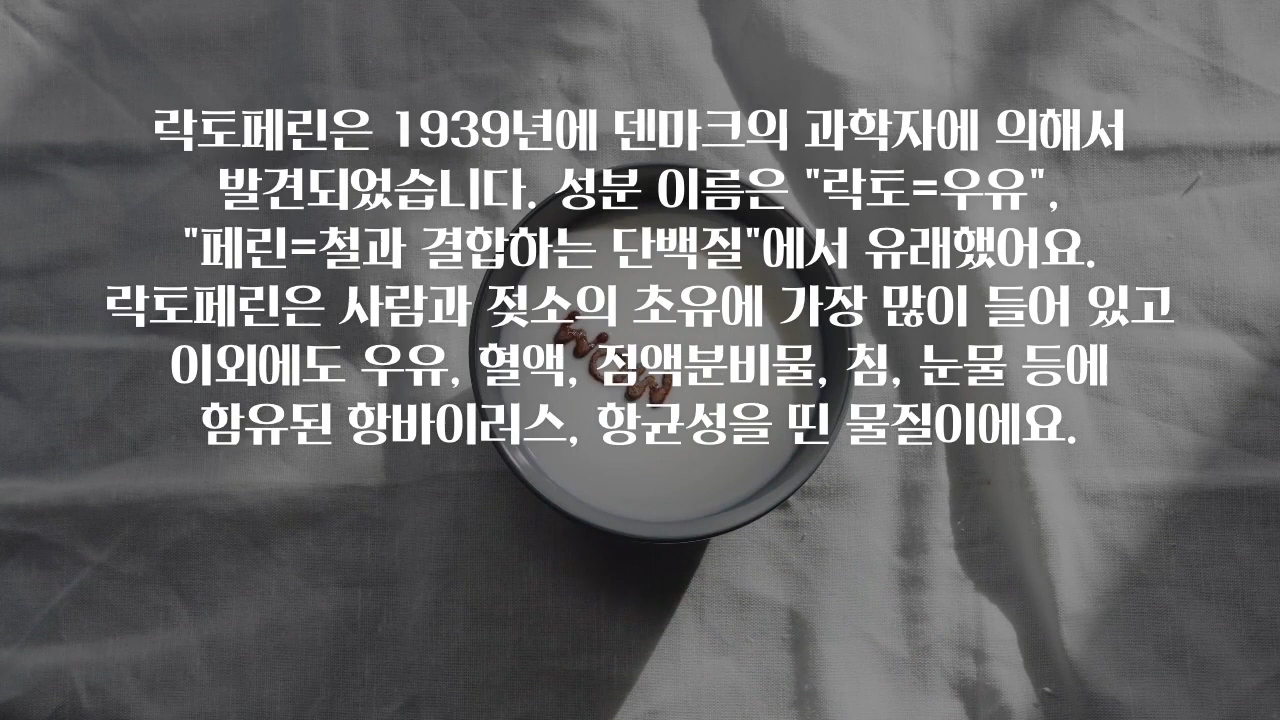 락토페린은 1939년에 덴마크의 과학자에 의해서
발견되었습니다. 성분 이름은 "락토=우유",
"페린=철과 결합하는 단백질"에서 유래했어요.
락토페린은 사람과 젖소의 초유에 가장 많이 들어 있고
이외에도 우유, 혈액, 점액분비물, 침, 눈물 등에
함유된 항바이러스, 항균성을 띤 물질이에요.